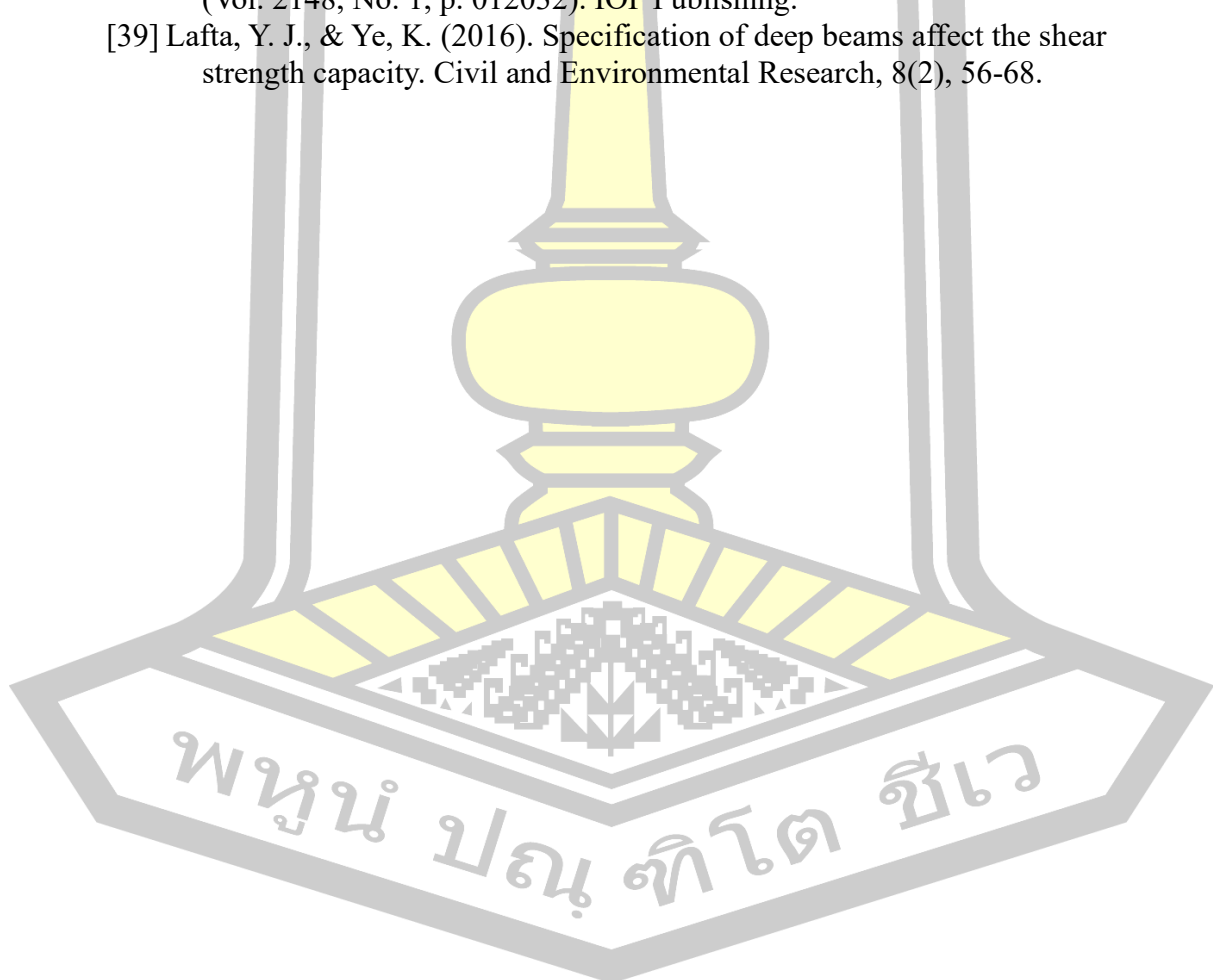 (Vol. 2148, No. 1, p. 012032). IOP Publishing.
[39] Lafta, Y. J., & Ye, K. (2016). Specification of deep beams affect the shear
strength capacity. Civil and Environmental Research, 8(2), 56-68.
พหูนํ ปณฺฑิโต ชีเว